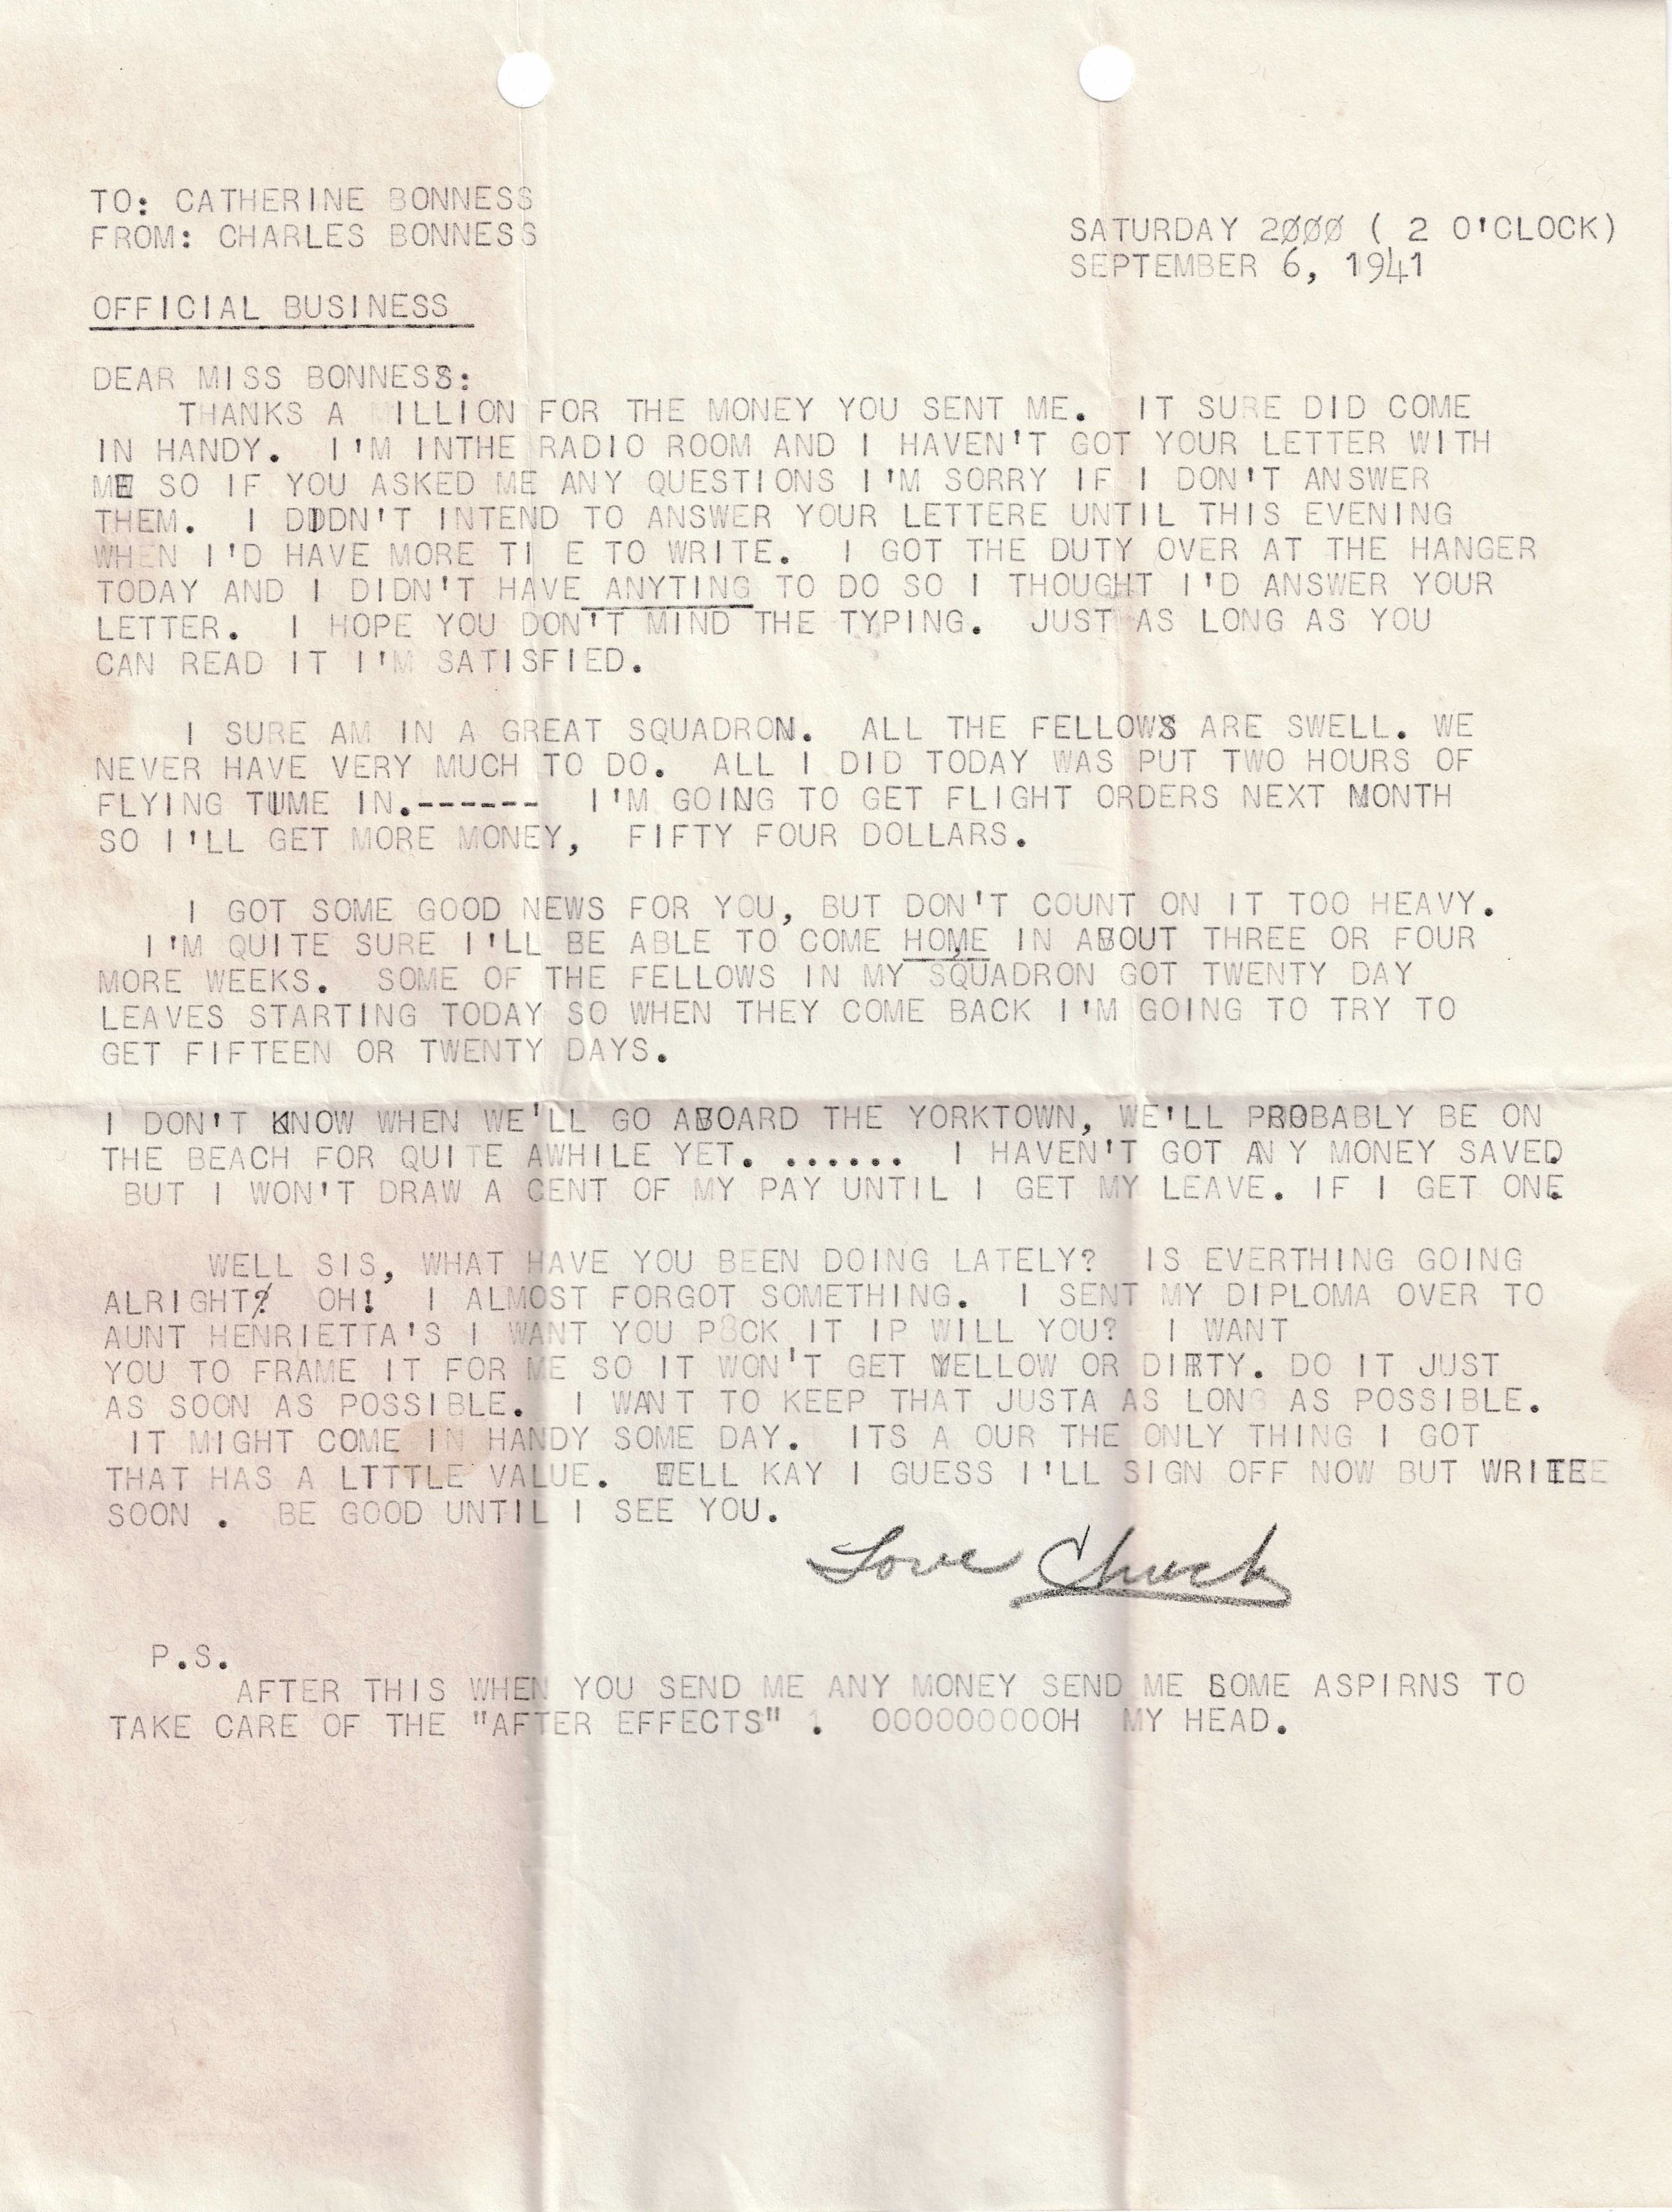 TO: CATHERINE BONNESS
FROM: CHARLES BONNESS
SATURDAY 2000 ( 2 O'CLOCK)
SEPTEMBER 6, 1941
OFFICIAL BUSINESS
DEAR MISS BONNESS:
THANKS A MILLION FOR THE MONEY YOU SENT ME. IT SURE DID COME
IN HANDY. I'M INTHE RADIO ROOM AND I HAVEN'T GOT YOUR LETTER WITH
ME SO IF YOU ASKED ME ANY QUESTIONS I'M SORRY IF I DON'T ANSWER
THEM. I DIDN'T INTEND TO ANSWER YOUR LETTERE UNTIL THIS EVENING
WHEN I'D HAVE MORE TI E TO WRITE. I GOT THE DUTY OVER AT THE HANGER
TODAY AND I DIDN'T HAVE ANYTING TO DO SO I THOUGHT I'D ANSWER YOUR
LETTER. I HOPE YOU DON'T MIND THE TYPING. JUST AS LONG AS YOU
CAN READ IT I'M SATISFIED.
I SURE AM IN A GREAT SQUADRON. ALL THE FELLOWS ARE SWELL. WE
NEVER HAVE VERY MUCH TO DO. ALL I DID TODAY WAS PUT TWO HOURS OF
FLYING TIME IN.------ I'M GOING TO GET FLIGHT ORDERS NEXT MONTH
SO I'LL GET MORE MONEY, FIFTY FOUR DOLLARS.
I GOT SOME GOOD NEWS FOR YOU, BUT DON'T COUNT ON IT TOO HEAVY.
I'M QUITE SURE I'LL BE ABLE TO COME HOME IN ABOUT THREE OR FOUR
MORE WEEKS. SOME OF THE FELLOWS IN MY SQUADRON GOT TWENTY DAY
LEAVES STARTING TODAY SO WHEN THEY COME BACK I'M GOING TO TRY TO
GET FIFTEEN OR TWENTY DAYS.
I DON'T KNOW WHEN WE'LL GO ABOARD THE YORKTOWN, WE'LL PROBABLY BE ON
THE BEACH FOR QUITE AWHILE YET. ...... I HAVEN'T GOT AN Y MONEY SAVED
BUT I WON'T DRAW A CENT OF MY PAY UNTIL I GET MY LEAVE. IF I GET ONE.
WELL SIS, WHAT HAVE YOU BEEN DOING LATELY? IS EVERTHING GOING
ALRIGHT? OH! I ALMOST FORGOT SOMETHING. I SENT MY DIPLOMA OVER TO
AUNT HENRIETTA'S I WANT YOU PICK IT IP WILL YOU? I WANT
YOU TO FRAME IT FOR ME SO IT WON'T GET YELLOW OR DIRTY. DO IT JUST
AS SOON AS POSSIBLE. I WANT TO KEEP THAT JUSTA AS LONG AS POSSIBLE.
IT MIGHT COME IN HANDY SOME DAY. ITS A OUR THE ONLY THING I GOT
THAT HAS A LTTTLE VALUE. WELL KAY I GUESS I'LL SIGN OFF NOW BUT WRITEE
SOON . BE GOOD UNTIL I SEE YOU.
Love Chuck
P.S.
AFTER THIS WHEN YOU SEND ME ANY MONEY SEND ME SOME ASPIRNS TO
TAKE CARE OF THE "AFTER EFFECTS" . OOOOOOOOOH MY HEAD.